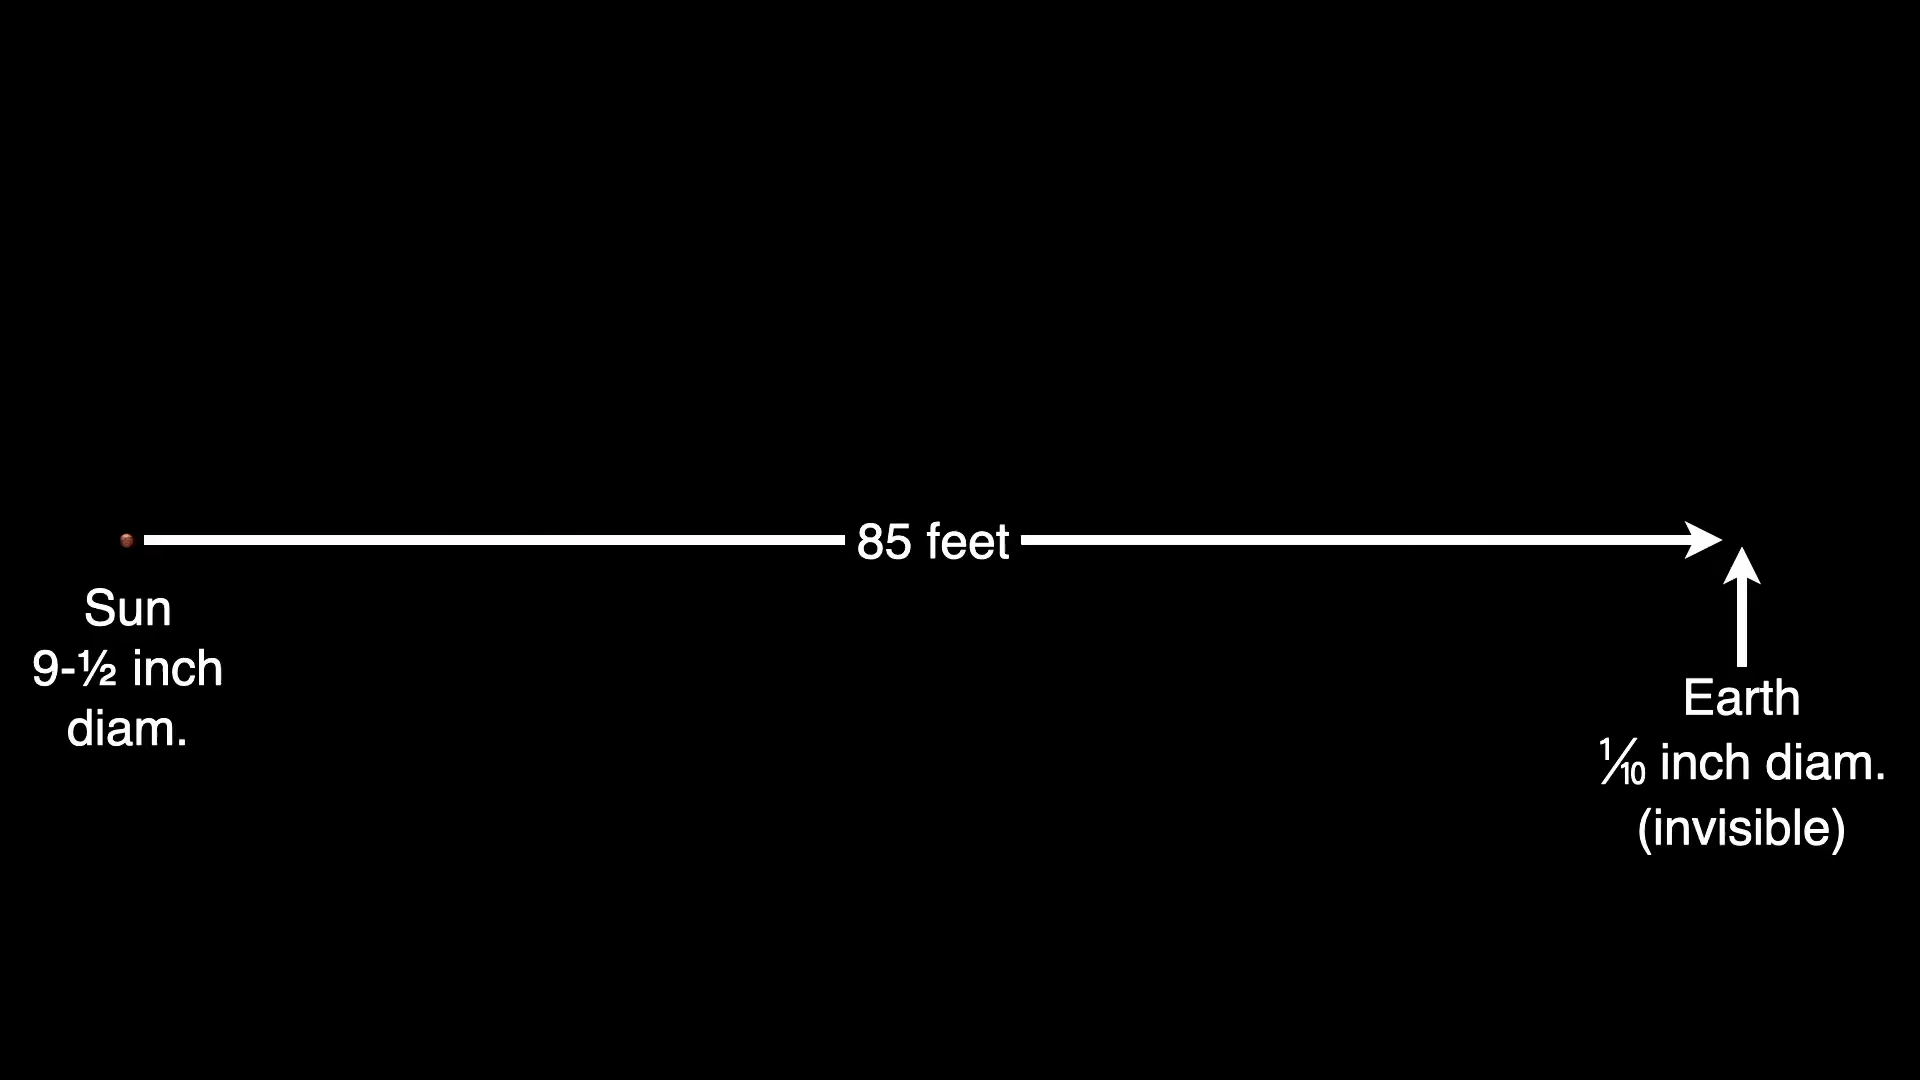 85 feet
Sun
9-½ inch
diam.
Earth
⅒ inch diam.
(invisible)